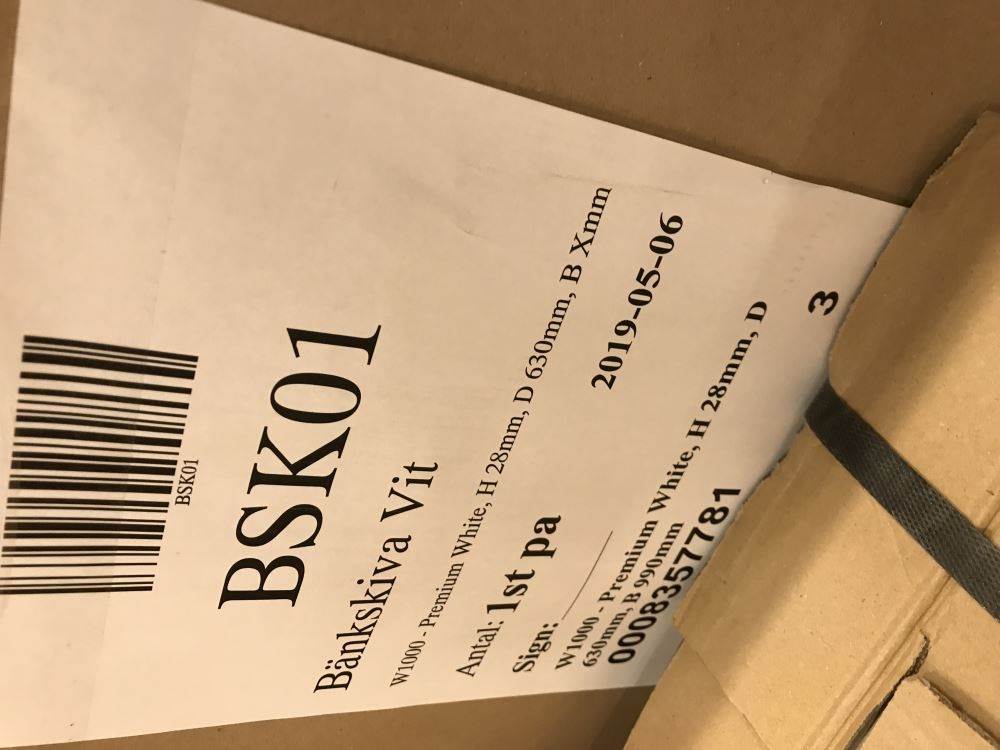 BSK01
BSK01
Bänkskiva Vit
W1000 - Premium White, H 28mm, D 630mm, B Xmm
Antal: 1st pa
2019-05-06
Sign:
W1000 - Premium White, H 28mm, D
630mm, B 990mm
0008357781
3